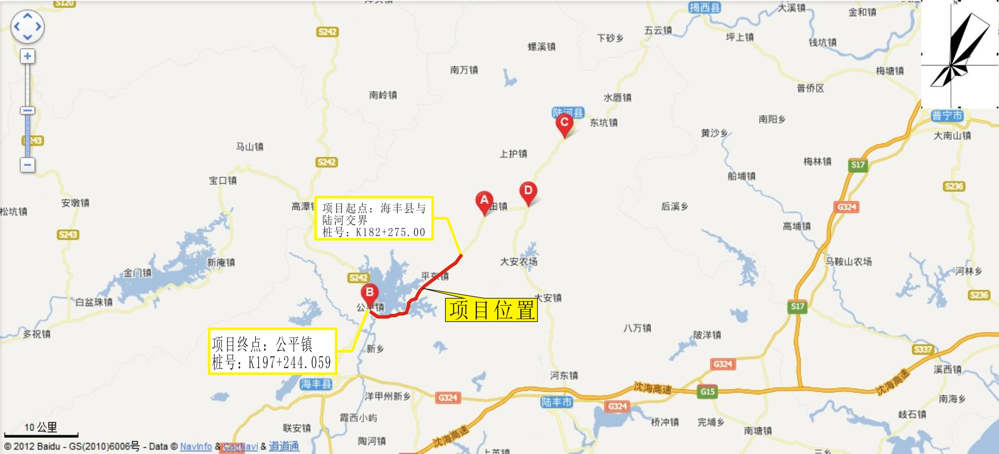 S120
揭西县
大溪镇
金和镇
N
S242
五云镇
下砂乡
坪上镇
钱坑镇
螺溪镇
南万镇
梅塘镇
普侨区
南岭镇
水唇镇
陆河县
C
东坑镇
南阳乡
普宁市
黄沙乡
大南山镇
243
马山镇
上护镇
S242
梅林镇
S17
宝口镇
船埔镇
S236
安墩镇
松坑镇
高潭
A
田镇
D
后溪乡
G324
项目起点：海丰县与
陆河交界
桩号：K182+275.00
高埔镇
S243
新庵镇
大安农场
马鞍山农场
金门镇
河林乡
S242
平东镇
B
公平镇
大安镇
S236
白盆珠镇
项目位置
S17
多祝镇
八万镇
陂洋镇
项目终点：公平镇
桩号：K197+244.059
新乡
S337
G324
溪西镇
河东镇
海丰县
沈海高速
沈海高速
G15
洋甲州新乡
G324
陆丰市
G324
南海乡
霞西小屿
岐石镇
桥冲镇
完埔乡
10 公里
联安镇
南塘镇
沈海高速
陶河镇
© 2012 Baidu - GS(2010)6006号 - Data © NavInfo & CenNavi & 道道通